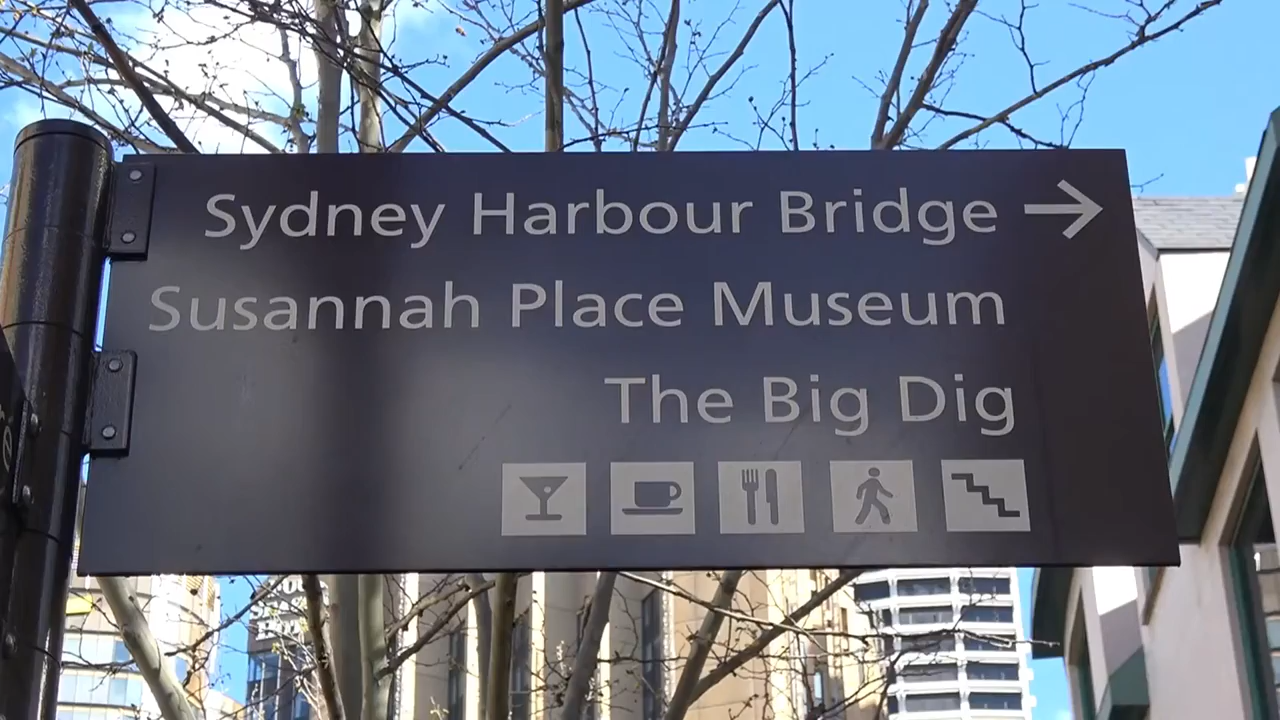 Sydney Harbour Bridge →
Susannah Place Museum
The Big Dig